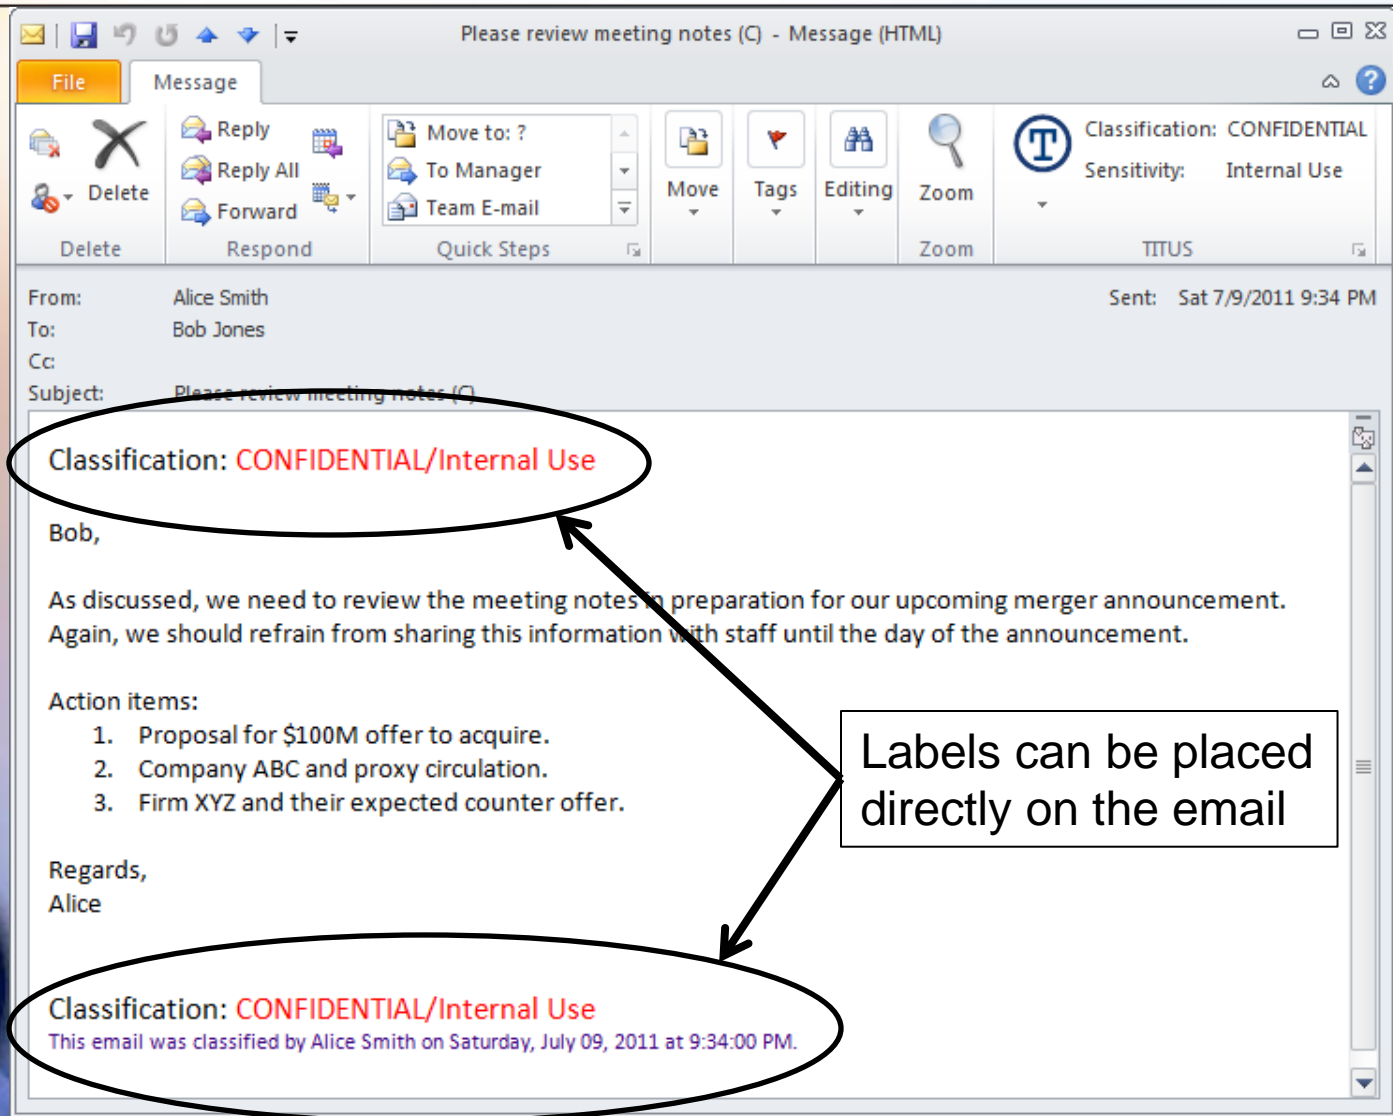 Please review meeting notes (C) - Message (HTML)
File Message
Delete
Reply
Reply All
Forward
Move to: ?
To Manager
Team E-mail
Move
Tags
Editing
Zoom
T
Classification: CONFIDENTIAL
Sensitivity: Internal Use
Delete Respond Quick Steps Zoom TITUS
From: Alice Smith Sent: Sat 7/9/2011 9:34 PM
To: Bob Jones
Cc:
Subject: Please review meeting notes (C)
Classification: CONFIDENTIAL/Internal Use
Bob,
As discussed, we need to review the meeting notes in preparation for our upcoming merger announcement.
Again, we should refrain from sharing this information with staff until the day of the announcement.
Action items:
1. Proposal for $100M offer to acquire.
2. Company ABC and proxy circulation.
3. Firm XYZ and their expected counter offer.
Labels can be placed
directly on the email
Regards,
Alice
Classification: CONFIDENTIAL/Internal Use
This email was classified by Alice Smith on Saturday, July 09, 2011 at 9:34:00 PM.